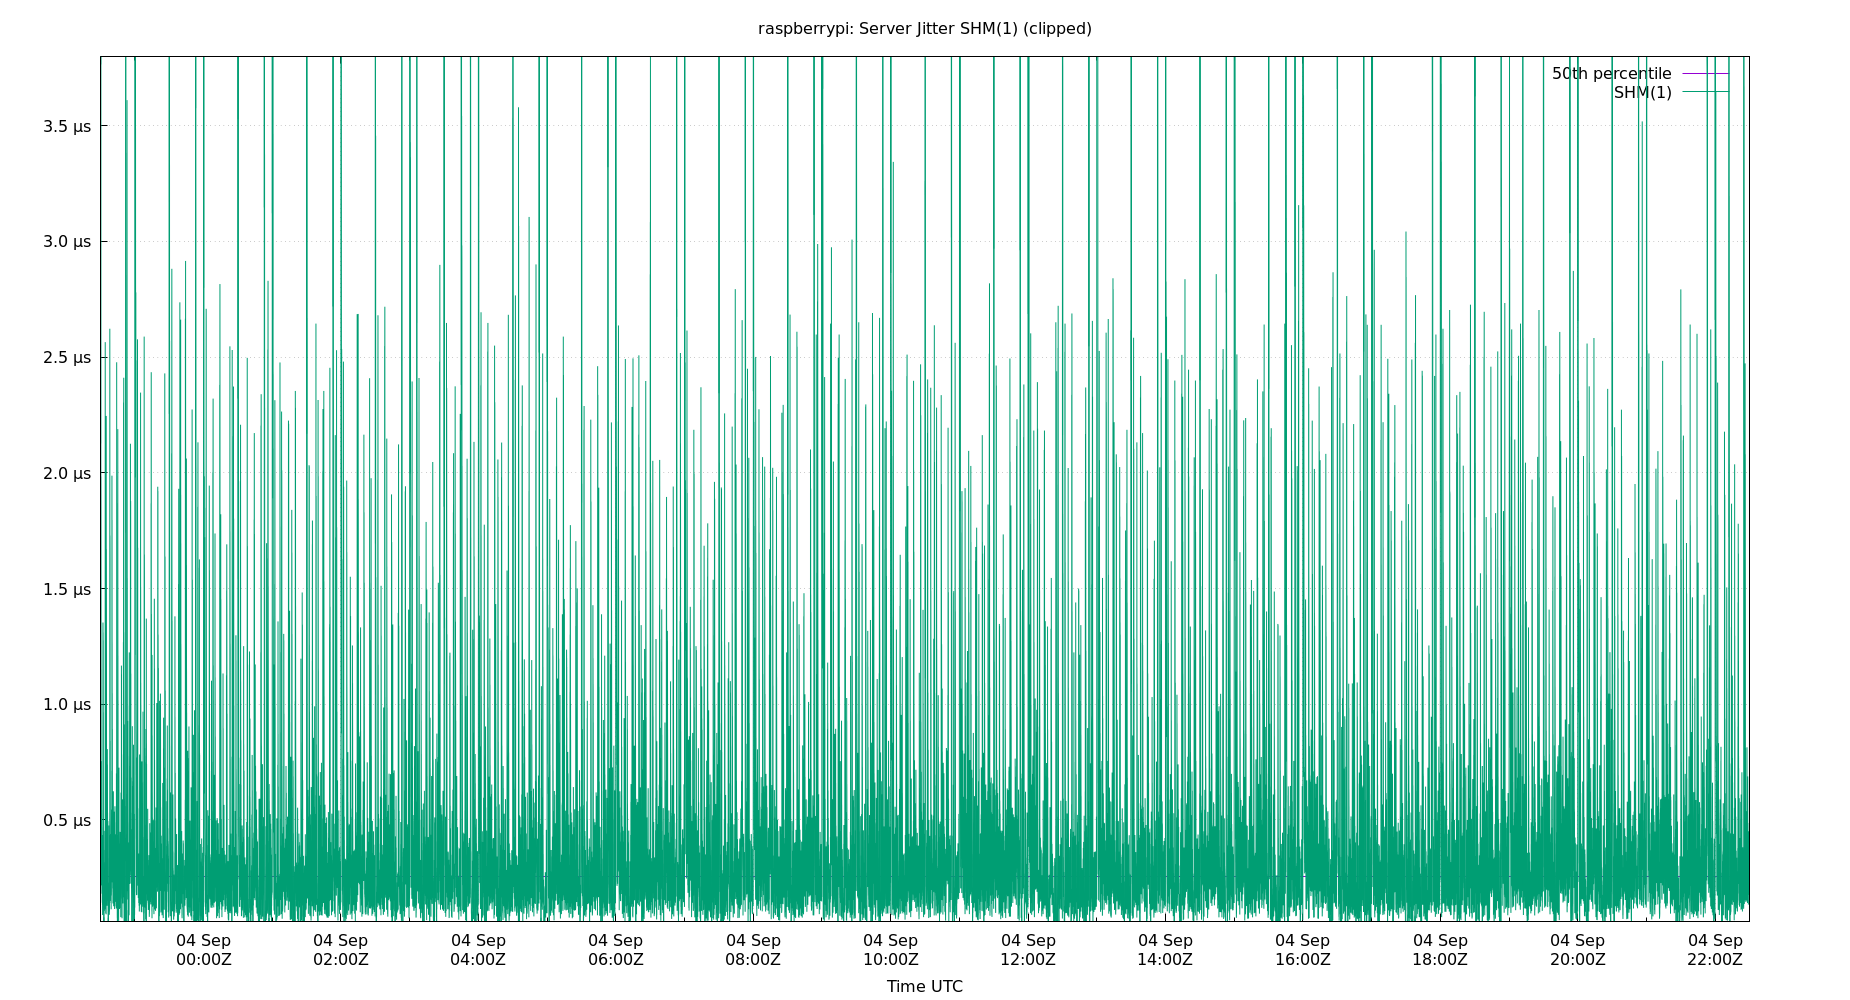 raspberrypi: Server Jitter SHM(1) (clipped)
50th percentile
SHM(1)
3.5 µs
3.0 µs
2.5 µs
2.0 µs
1.5 µs
1.0 µs
0.5 µs
04 Sep 04 Sep 04 Sep 04 Sep 04 Sep 04 Sep 04 Sep 04 Sep 04 Sep 04 Sep 04 Sep 04 Sep
00:00Z 02:00Z 04:00Z 06:00Z 08:00Z 10:00Z 12:00Z 14:00Z 16:00Z 18:00Z 20:00Z 22:00Z
Time UTC